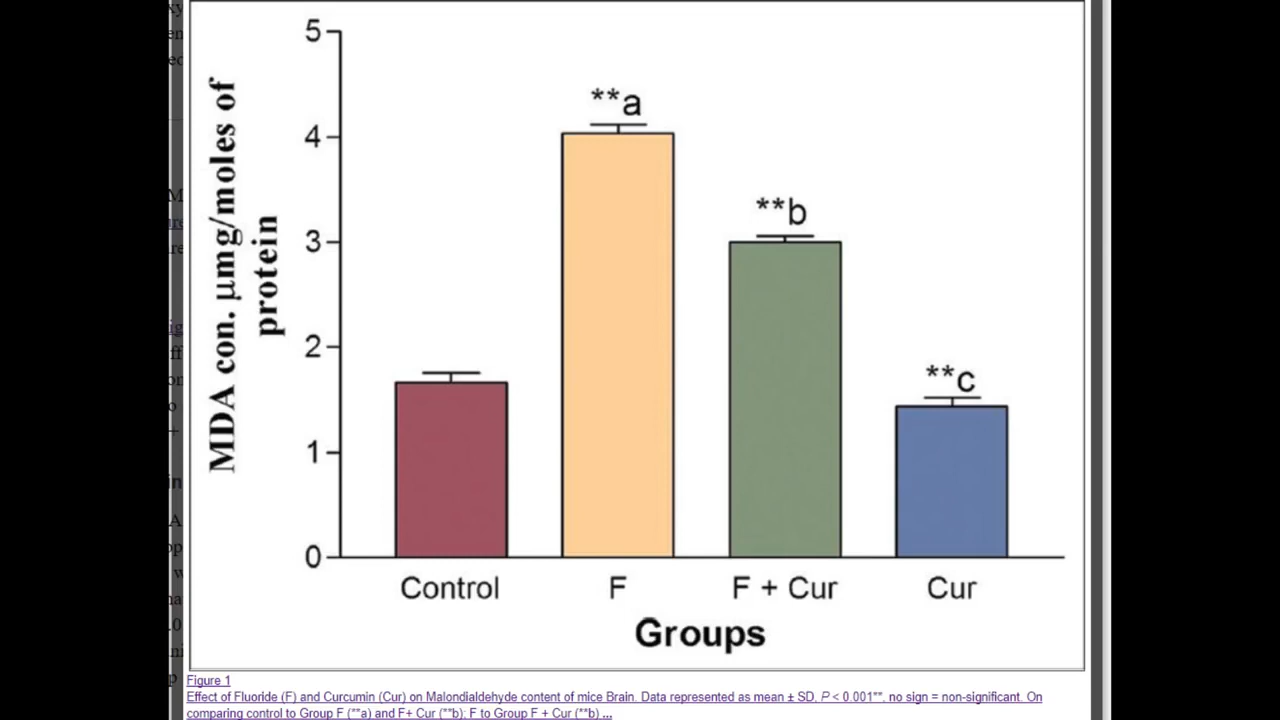 MDA con. μmg/moles of
protein
5
4
3
2
1
0
**a
**b
**c
Control
F
F + Cur
Cur
Groups
Figure 1
Effect of Fluoride (F) and Curcumin (Cur) on Malondialdehyde content of mice Brain. Data represented as mean ± SD, P < 0.001**, no sign = non-significant. On
comparing control to Group F (**a) and F+ Cur (**b); F to Group F + Cur (**b) ...